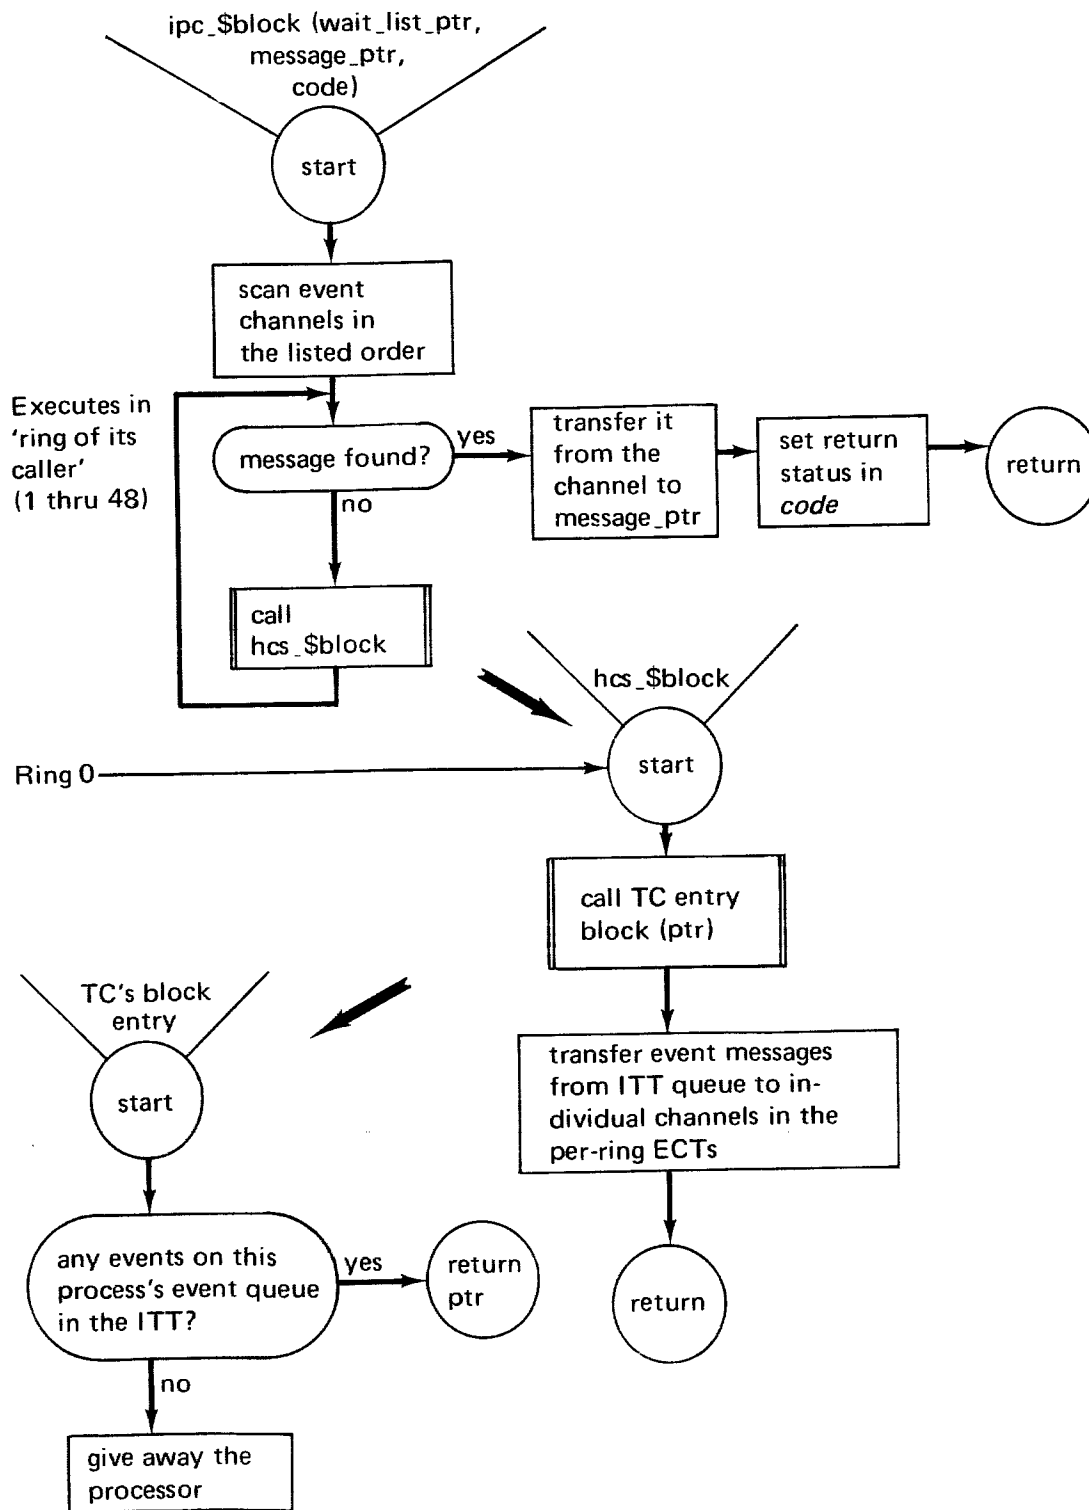 ipc_$block (wait_list_ptr,
message_ptr,
code)
start
scan event
channels in
the listed order
Executes in
'ring of its
caller'
(1 thru 48)
message found?
yes
no
transfer it
from the
channel to
message_ptr
set return
status in
code
return
call
hcs_$block
hcs_$block
Ring 0
start
call TC entry
block (ptr)
TC's block
entry
start
transfer event messages
from ITT queue to in-
dividual channels in the
per-ring ECTs
any events on this
process's event queue
in the ITT?
yes
return
ptr
return
no
give away the
processor